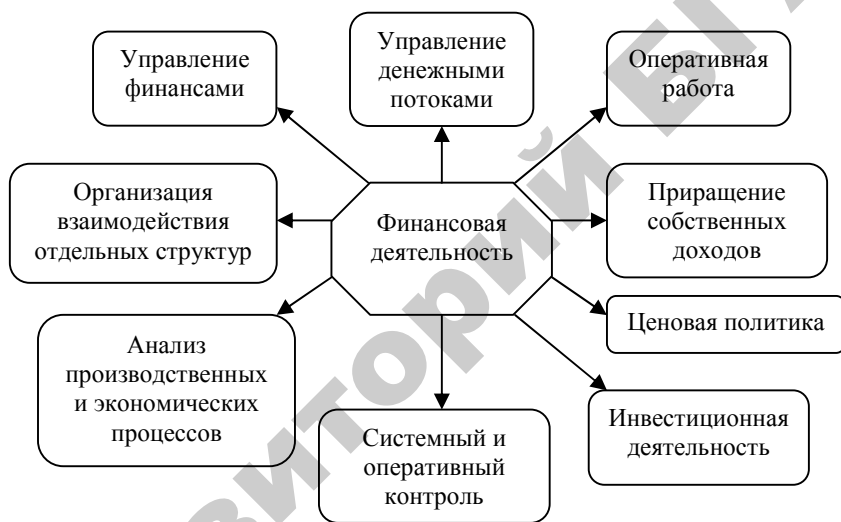 Управление
финансами
Управление
денежными
потоками
Оперативная
работа
Организация
взаимодействия
отдельных структур
Финансовая
деятельность
Приращение
собственных
доходов
Ценовая политика
Анализ
производственных
и экономических
процессов
Системный и
оперативный
контроль
Инвестиционная
деятельность